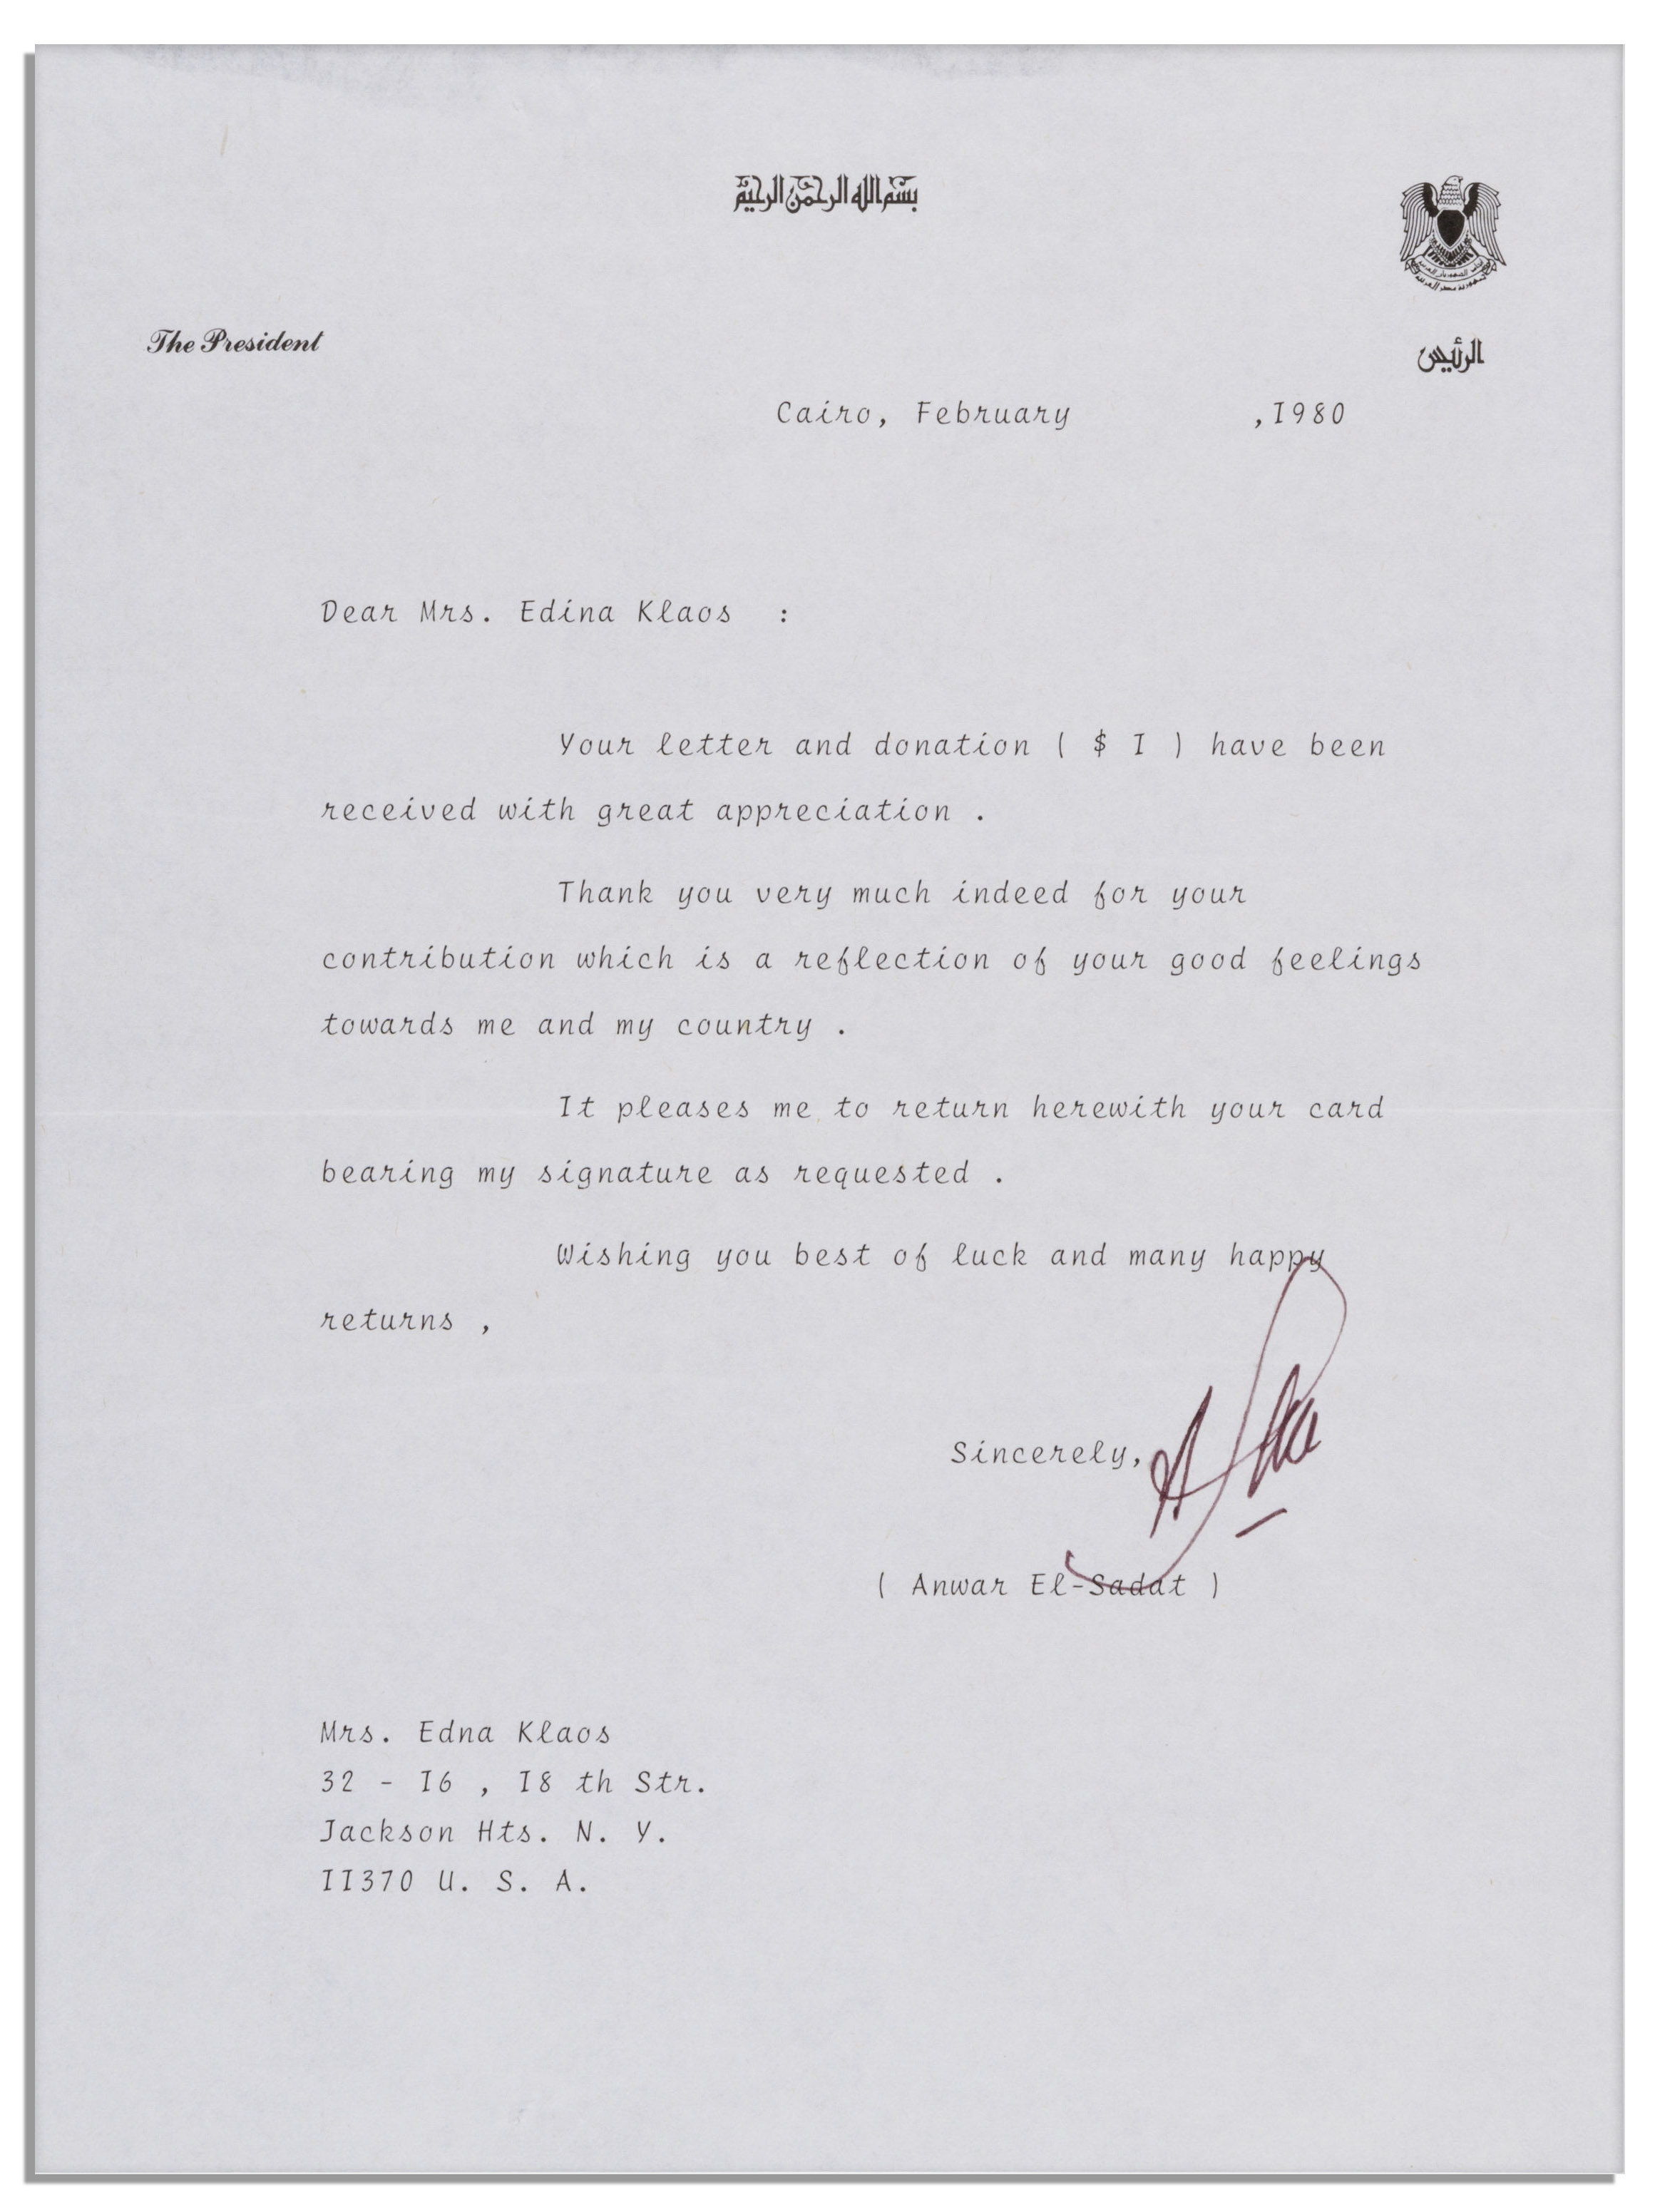 بسم الله الرحمن الرحيم
The President
الرئيس
Cairo, February ,I980
Dear Mrs. Edina Klaos :
Your letter and donation ( $ I ) have been
received with great appreciation .
Thank you very much indeed for your
contribution which is a reflection of your good feelings
towards me and my country .
It pleases me to return herewith your card
bearing my signature as requested .
Wishing you best of luck and many happy
returns ,
Sincerely,
( Anwar El-Sadat )
Mrs. Edna Klaos
32 - I6 , I8 th Str.
Jackson Hts. N. Y.
II370 U. S. A.